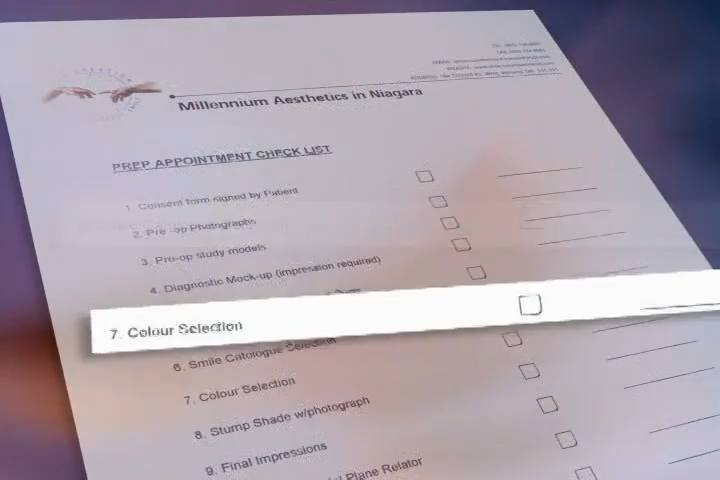 Millennium Aesthetics in Niagara
PREP APPOINTMENT CHECK LIST
1. Consent form signed by Patient
2. Pre -op Photographs
3. Pre-op study models
4. Diagnostic Mock-up (impression required)
7. Colour Selection
6. Smile Catologue Selection
7. Colour Selection
8. Stump Shade w/photograph
9. Final Impressions
Plane Relator